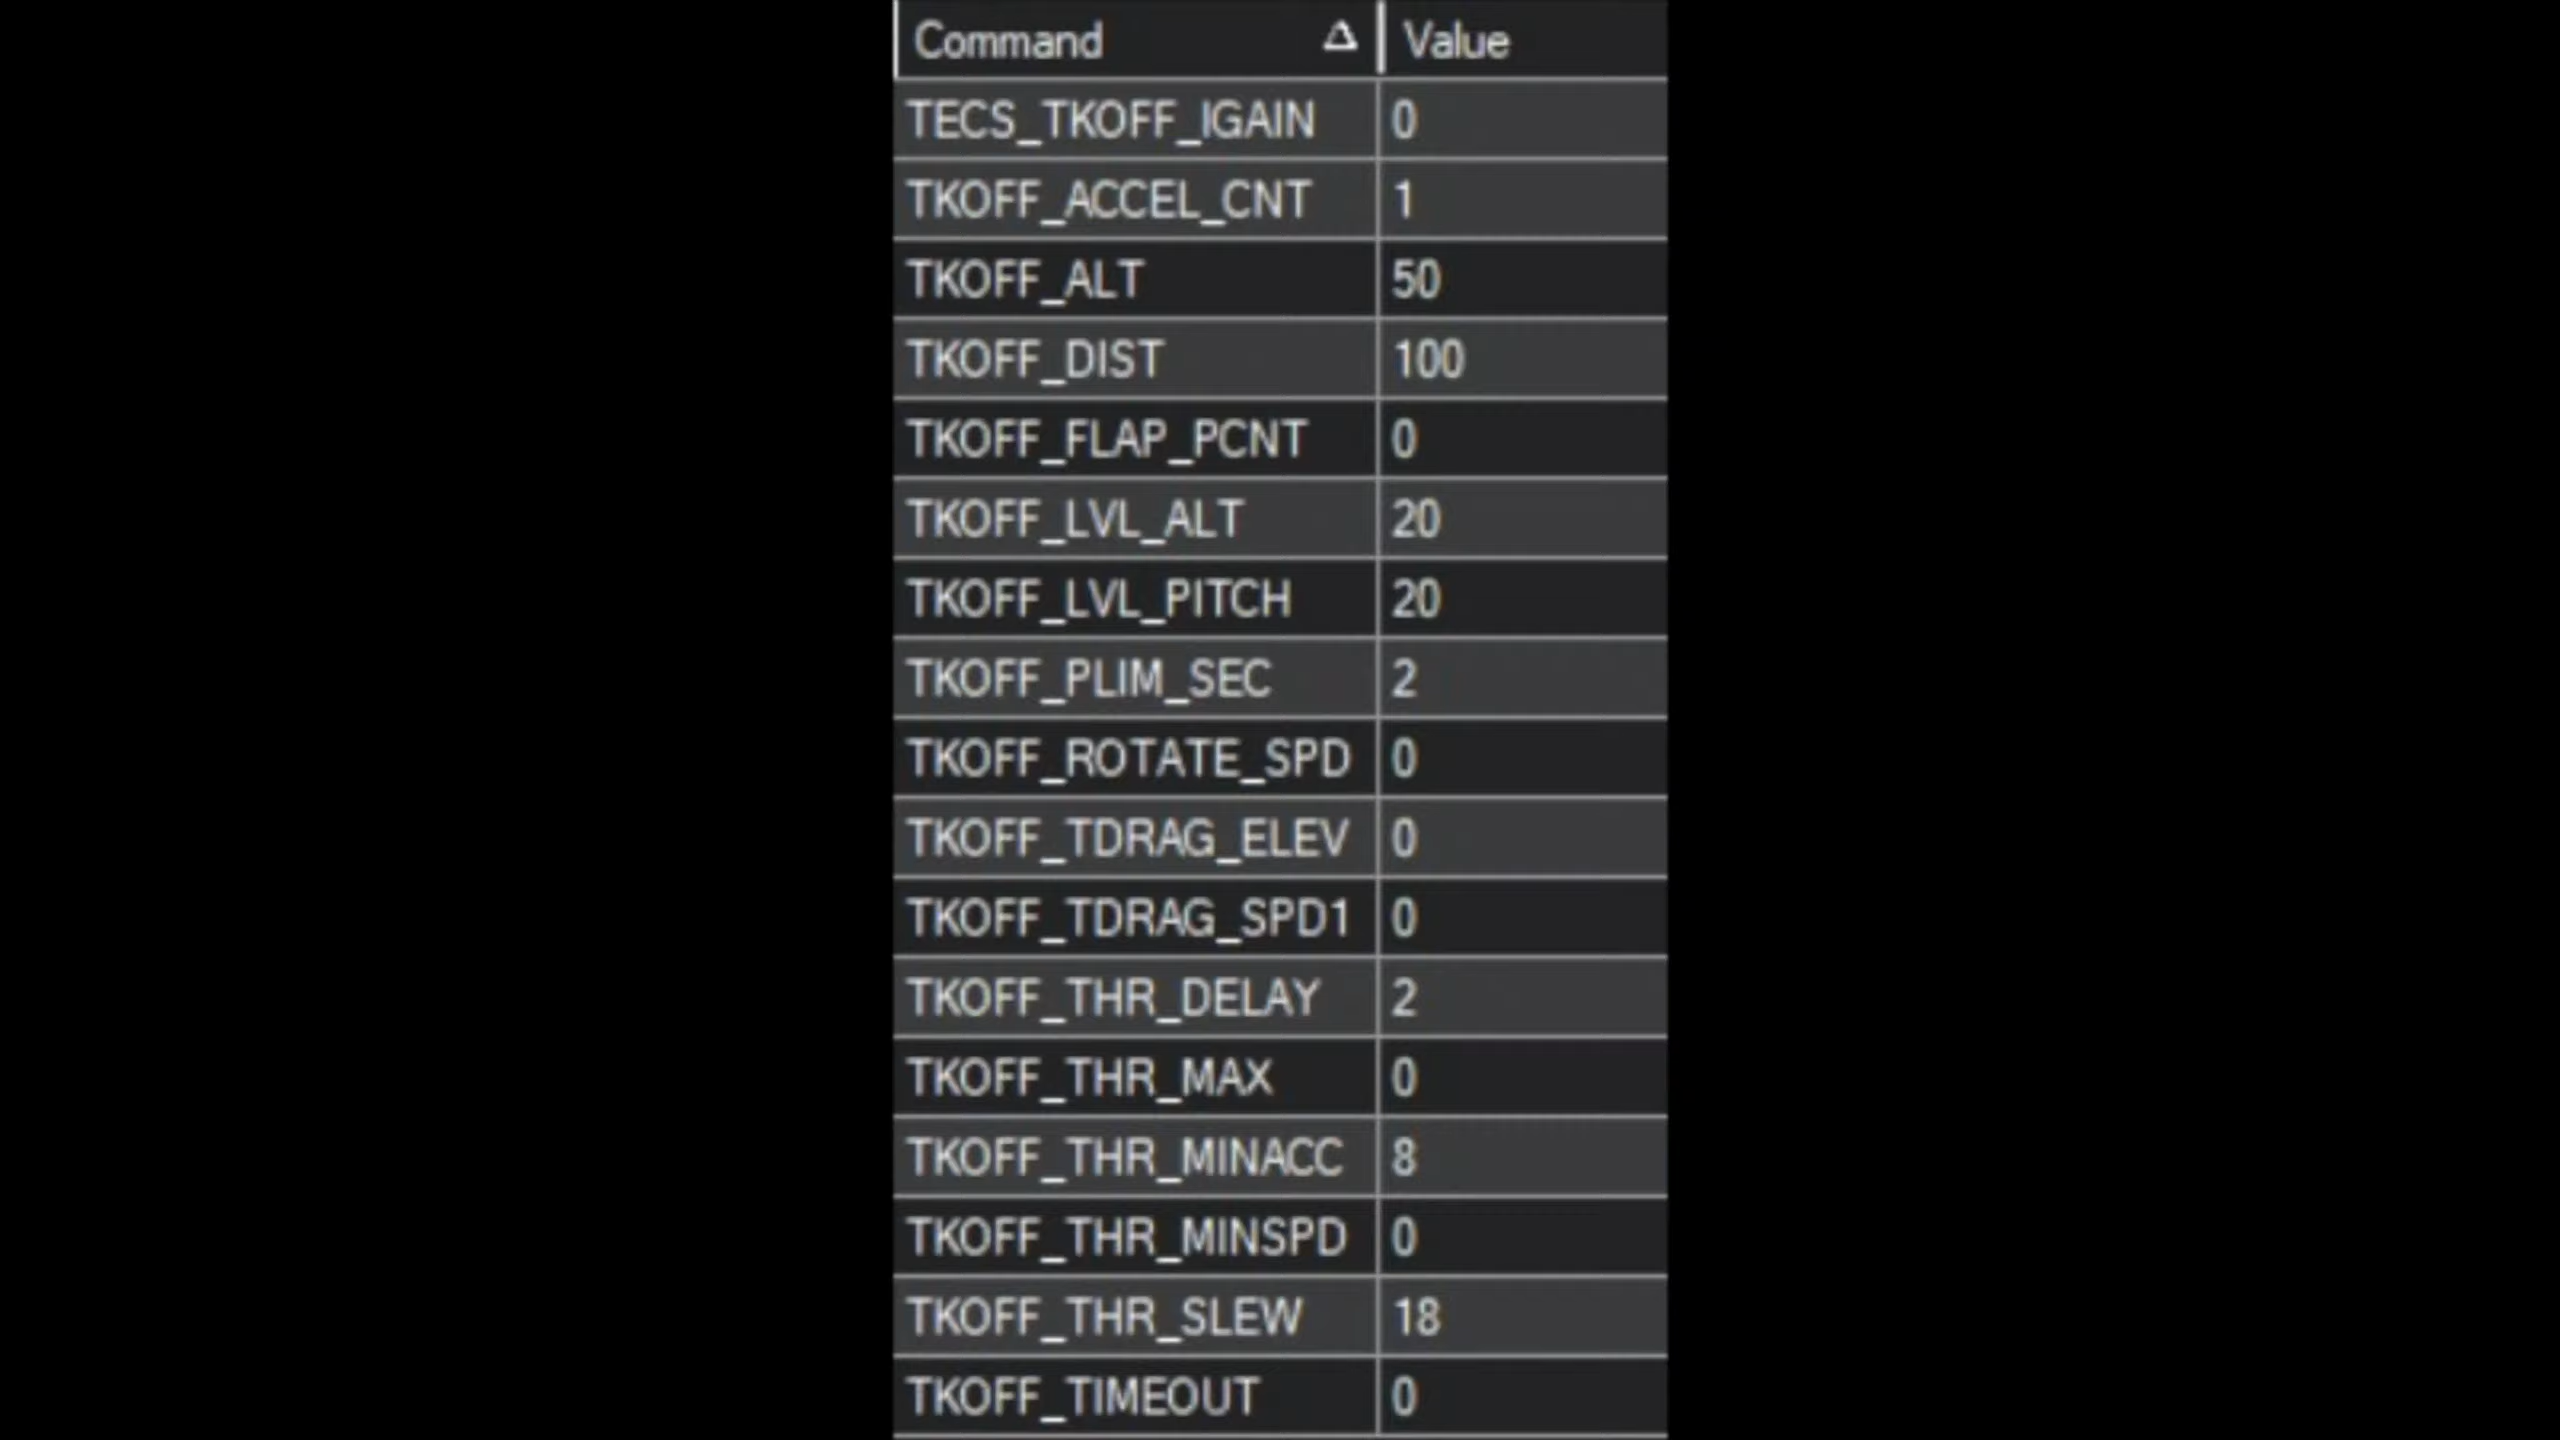 Command Δ Value
TECS_TKOFF_IGAIN 0
TKOFF_ACCEL_CNT 1
TKOFF_ALT 50
TKOFF_DIST 100
TKOFF_FLAP_PCNT 0
TKOFF_LVL_ALT 20
TKOFF_LVL_PITCH 20
TKOFF_PLIM_SEC 2
TKOFF_ROTATE_SPD 0
TKOFF_TDRAG_ELEV 0
TKOFF_TDRAG_SPD1 0
TKOFF_THR_DELAY 2
TKOFF_THR_MAX 0
TKOFF_THR_MINACC 8
TKOFF_THR_MINSPD 0
TKOFF_THR_SLEW 18
TKOFF_TIMEOUT 0